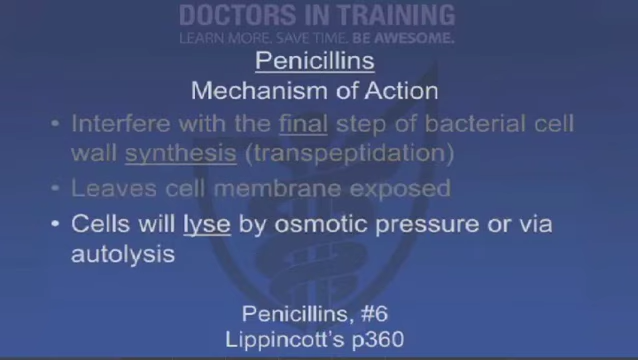 DOCTORS IN TRAINING
LEARN MORE. SAVE TIME. BE AWESOME.
Penicillins
Mechanism of Action
• Interfere with the final step of bacterial cell
wall synthesis (transpeptidation)
• Leaves cell membrane exposed
• Cells will lyse by osmotic pressure or via
autolysis
Penicillins, #6
Lippincott's p360